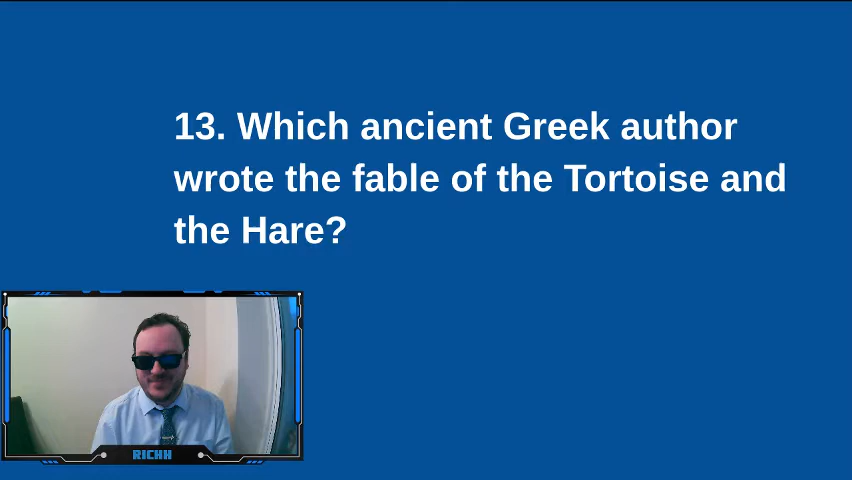 13. Which ancient Greek author
wrote the fable of the Tortoise and
the Hare?
RICHH